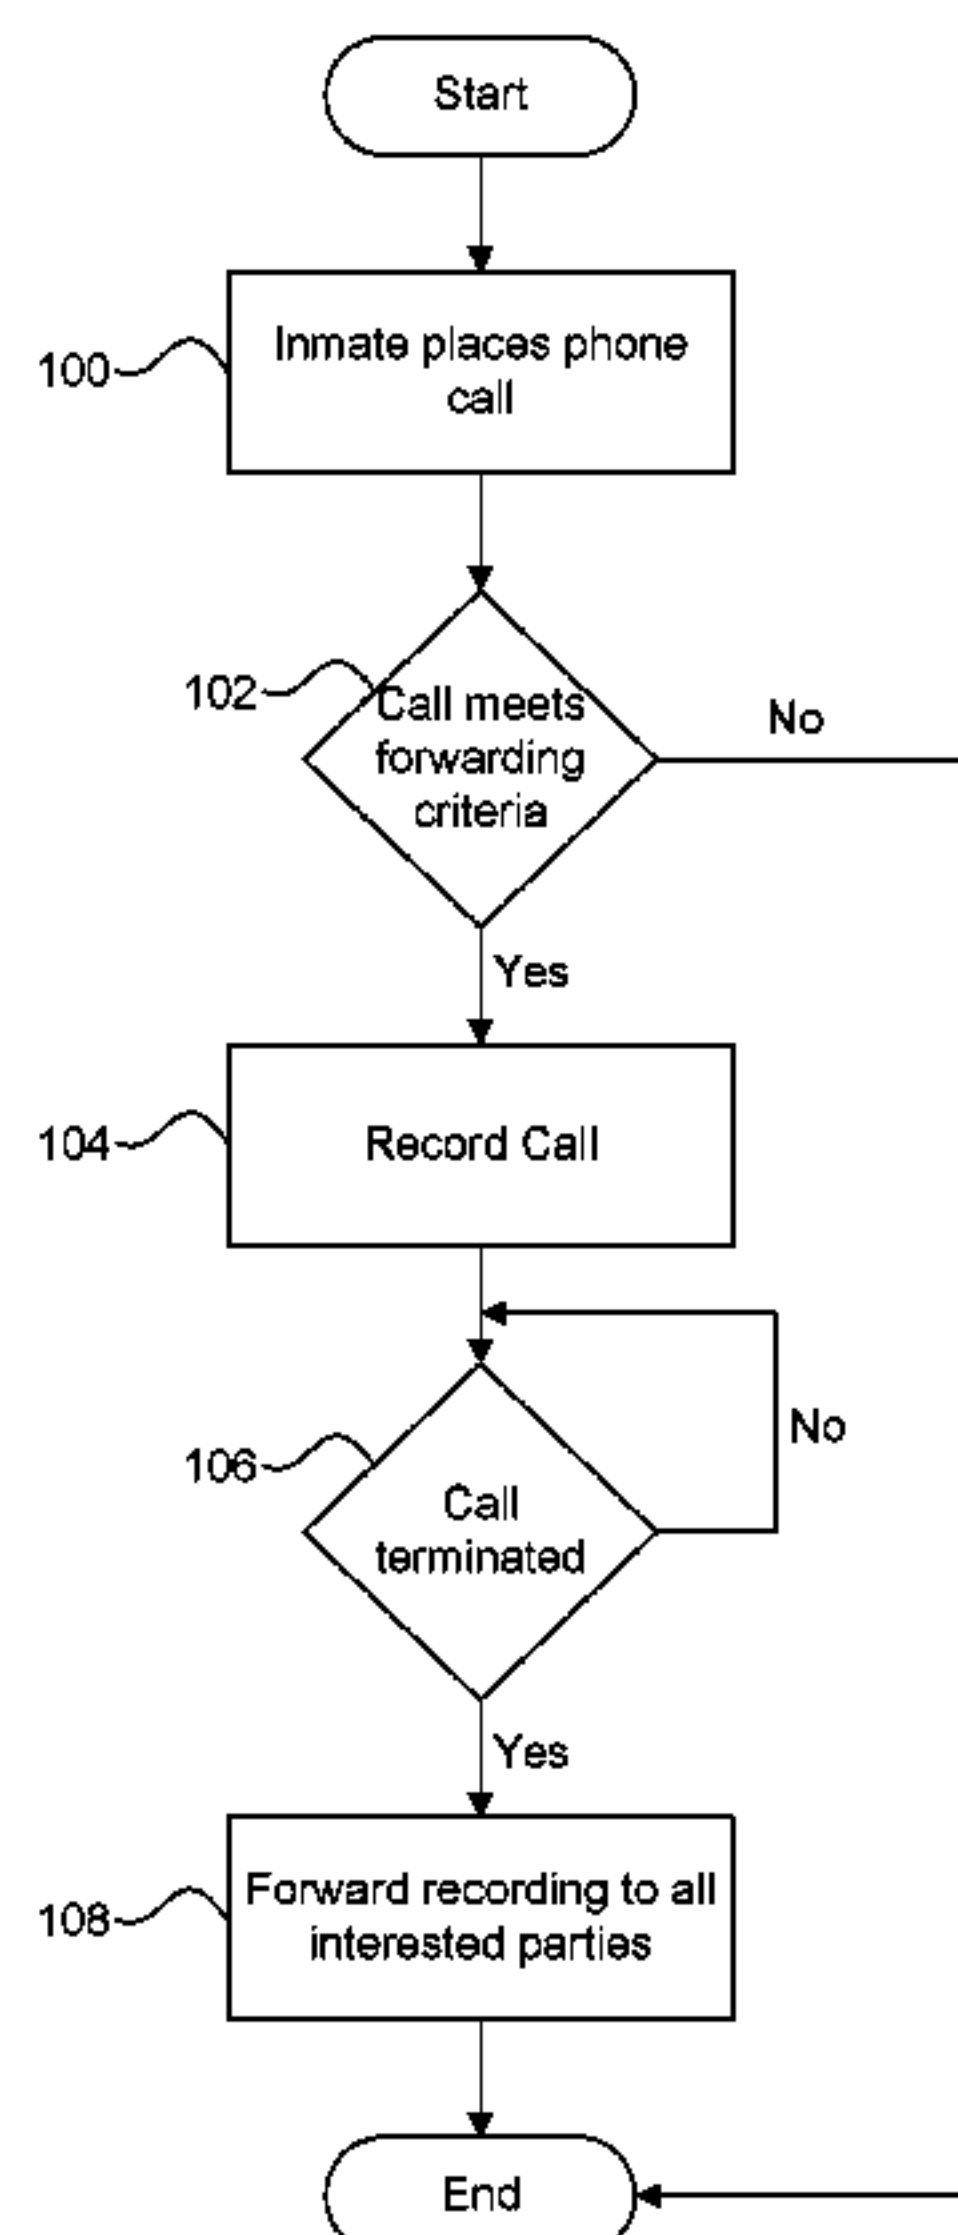 Start
100
Inmate places phone
call
102
Call meets
forwarding
criteria
No
Yes
104
Record Call
No
106
Call
terminated
Yes
108
Forward recording to all
interested parties
End